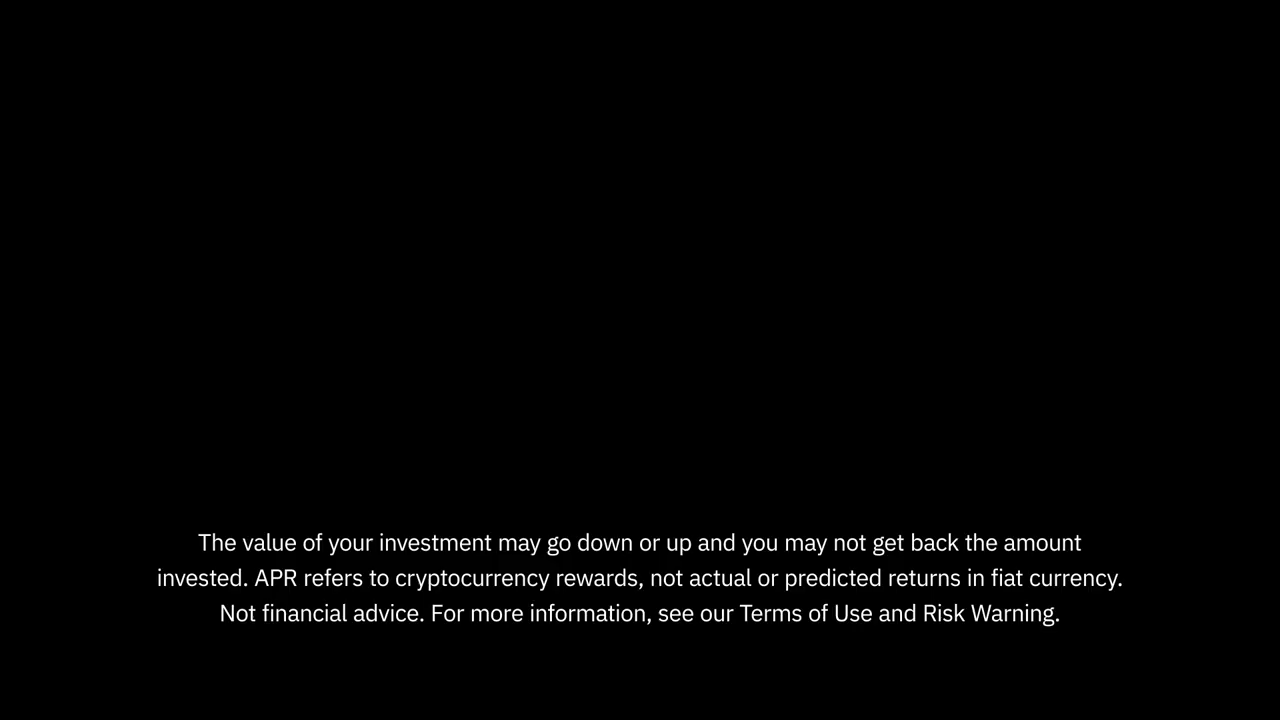 The value of your investment may go down or up and you may not get back the amount
invested. APR refers to cryptocurrency rewards, not actual or predicted returns in fiat currency.
Not financial advice. For more information, see our Terms of Use and Risk Warning.